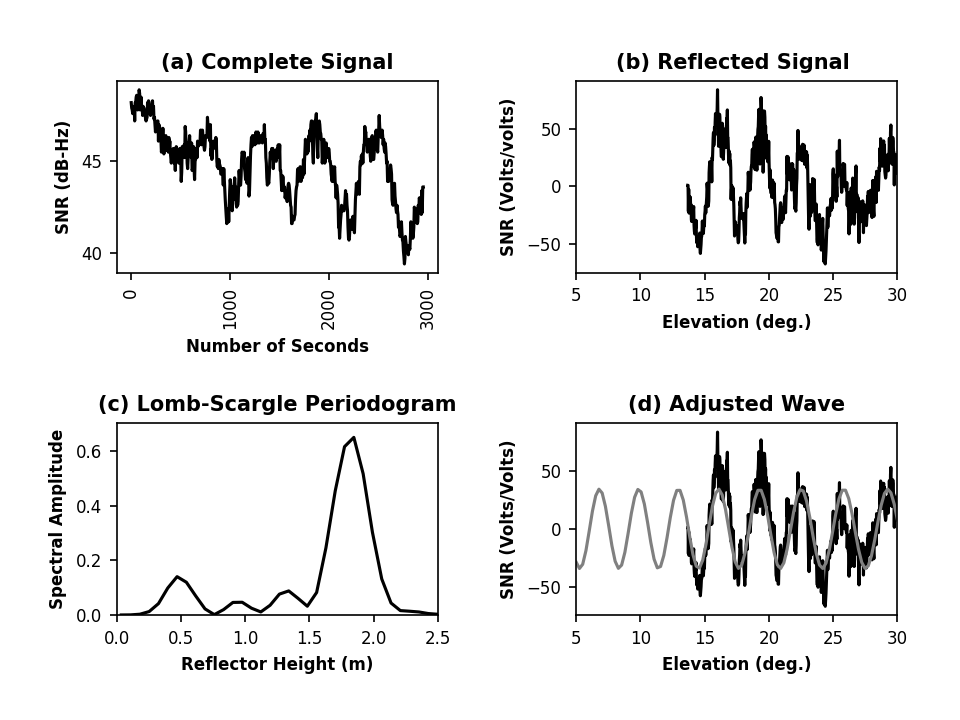 (a) Complete Signal
SNR (dB-Hz)
45
40
0
1000
2000
3000
Number of Seconds
(b) Reflected Signal
SNR (Volts/volts)
50
0
−50
5 10 15 20 25 30
Elevation (deg.)
(c) Lomb-Scargle Periodogram
Spectral Amplitude
0.6
0.4
0.2
0.0
0.0 0.5 1.0 1.5 2.0 2.5
Reflector Height (m)
(d) Adjusted Wave
SNR (Volts/Volts)
50
0
−50
5 10 15 20 25 30
Elevation (deg.)